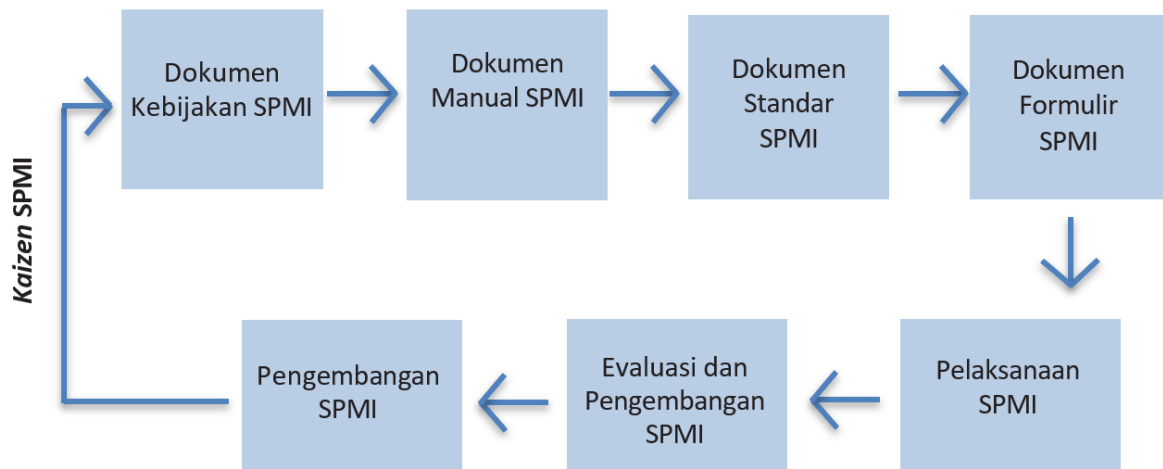 Dokumen
Kebijakan SPMI
Dokumen
Manual SPMI
Dokumen
Standar
SPMI
Dokumen
Formulir
SPMI
Kaizen SPMI
Pengembangan
SPMI
Evaluasi dan
Pengembangan
SPMI
Pelaksanaan
SPMI